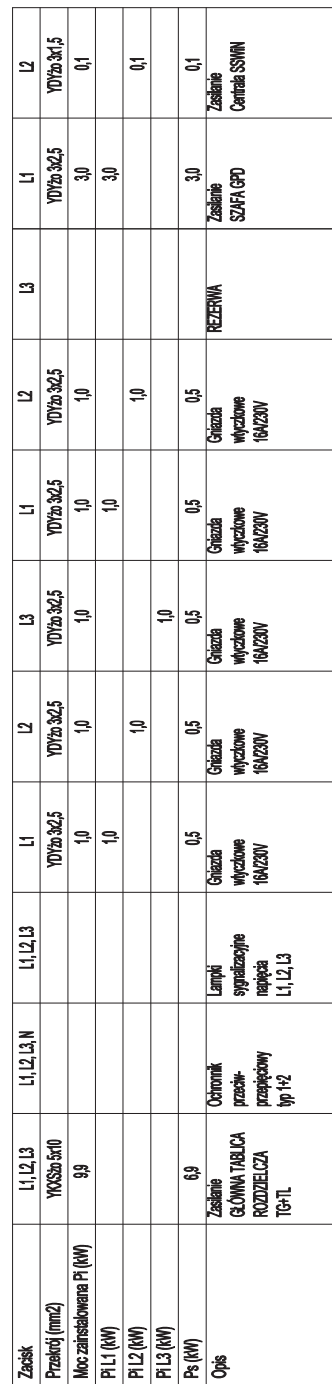 Zacisk L1, L2, L3 L1, L2, L3, N L1, L2, L3 L1 L2 L3 L1 L2 L3 L1 L2
Przekrój (mm2) YKXSżo 5x10 YDYżo 3x2,5 YDYżo 3x2,5 YDYżo 3x2,5 YDYżo 3x2,5 YDYżo 3x2,5 YDYżo 3x2,5 YDYżo 3x1,5
Moc zainstalowana Pi (kW) 9,9 1,0 1,0 1,0 1,0 1,0 3,0 0,1
Pi L1 (kW) 1,0 1,0 3,0
Pi L2 (kW) 1,0 1,0 0,1
Pi L3 (kW) 1,0
Ps (kW) 6,9 0,5 0,5 0,5 0,5 0,5 3,0 0,1
Opis
Zasilanie
GŁÓWNA TABLICA
ROZDZIELCZA
TG+TL
Ochronnik
przeciw-
przepięciowy
typ 1+2
Lampki
sygnalizacyjne
napięcia
L1, L2, L3
Gniazda
wtyczkowe
16A/230V
Gniazda
wtyczkowe
16A/230V
Gniazda
wtyczkowe
16A/230V
Gniazda
wtyczkowe
16A/230V
Gniazda
wtyczkowe
16A/230V
REZERWA
Zasilanie
SZAFA GPD
Zasilanie
Centrala SSWiN